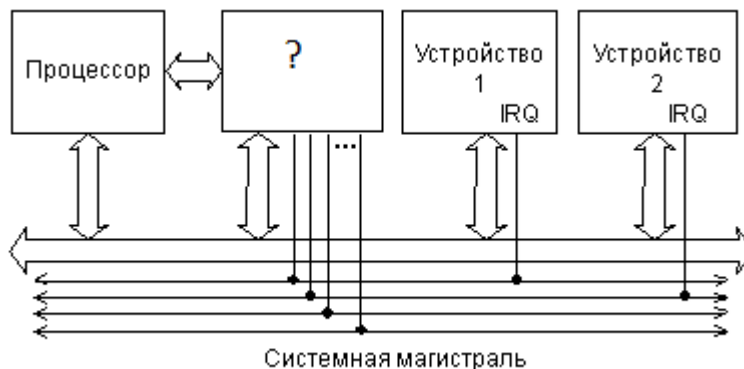 Процессор
?
Устройство
1
IRQ
Устройство
2
IRQ
...
Системная магистраль